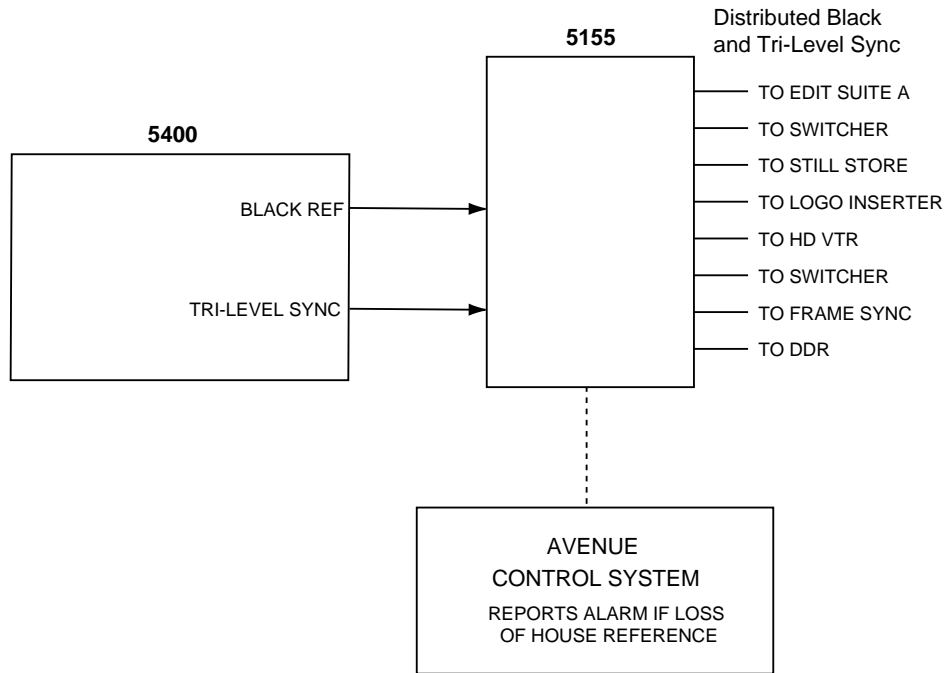 Distributed Black
and Tri-Level Sync
5155
TO EDIT SUITE A
TO SWITCHER
TO STILL STORE
TO LOGO INSERTER
TO HD VTR
TO SWITCHER
TO FRAME SYNC
TO DDR
5400
BLACK REF
TRI-LEVEL SYNC
AVENUE
CONTROL SYSTEM
REPORTS ALARM IF LOSS
OF HOUSE REFERENCE